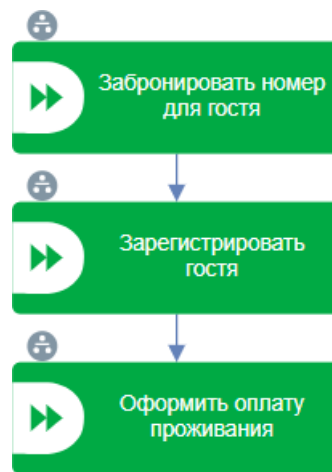 Забронировать номер
для гостя
Зарегистрировать
гостя
Оформить оплату
проживания